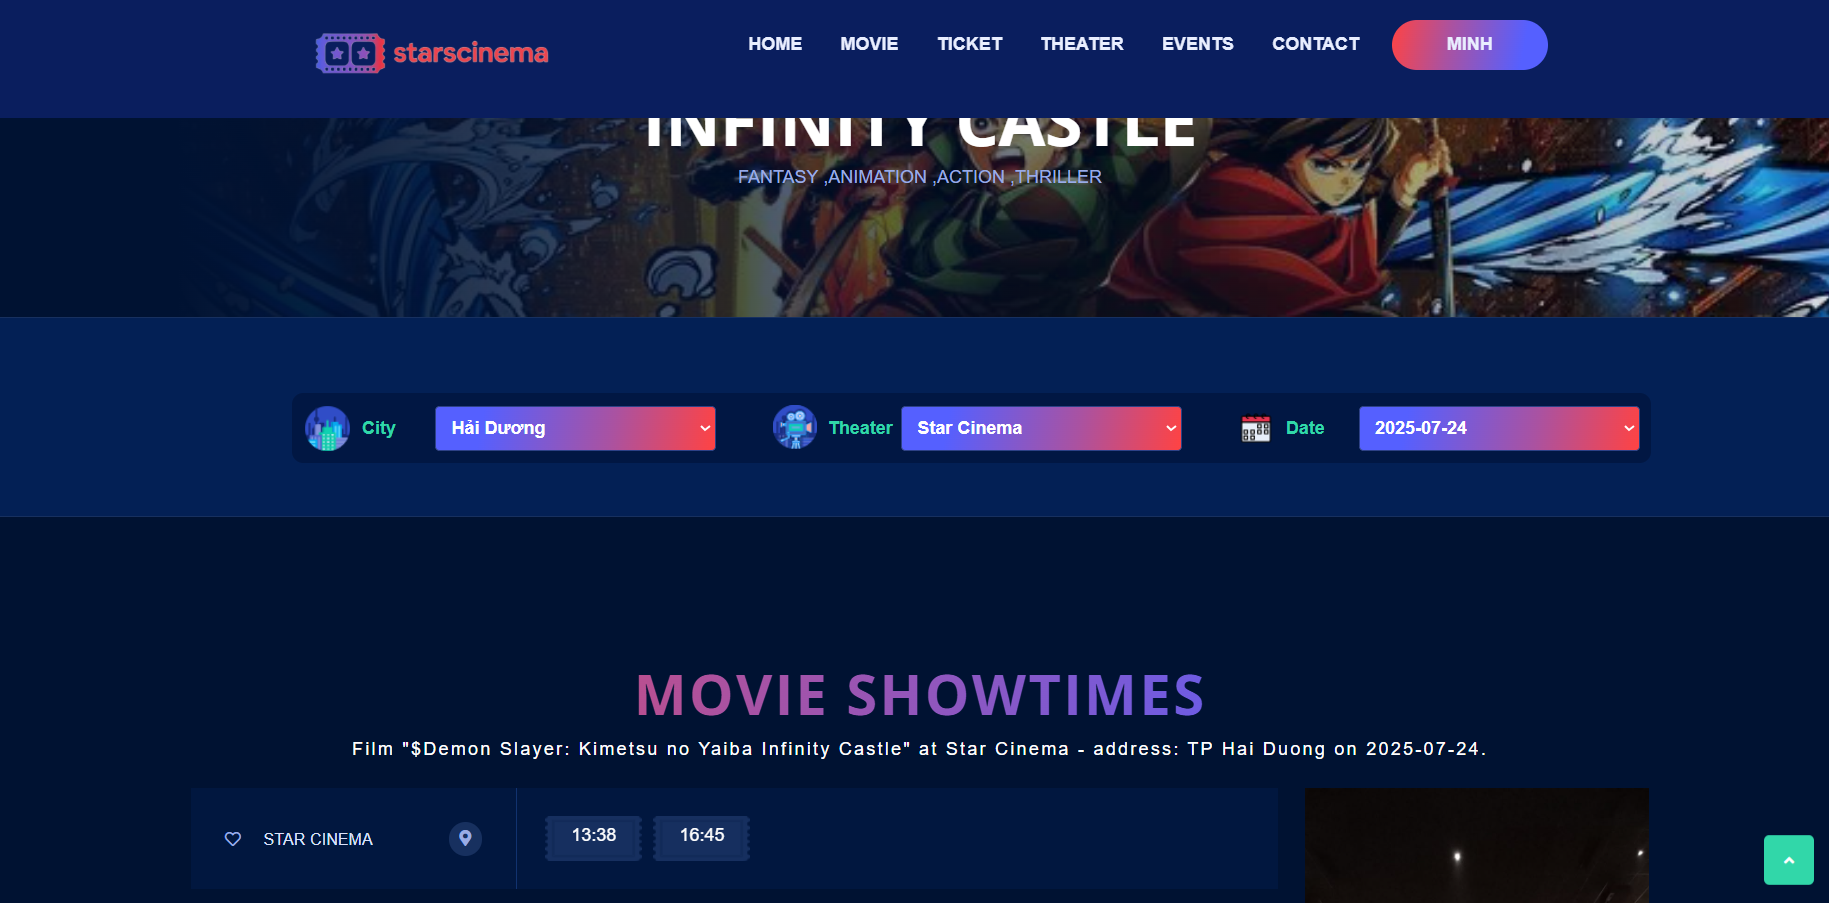 starscinema
HOME MOVIE TICKET THEATER EVENTS CONTACT MINH
INFINITY CASTLE
FANTASY ,ANIMATION ,ACTION ,THRILLER
City Hải Dương Theater Star Cinema Date 2025-07-24
MOVIE SHOWTIMES
Film "$Demon Slayer: Kimetsu no Yaiba Infinity Castle" at Star Cinema - address: TP Hai Duong on 2025-07-24.
STAR CINEMA 13:38 16:45